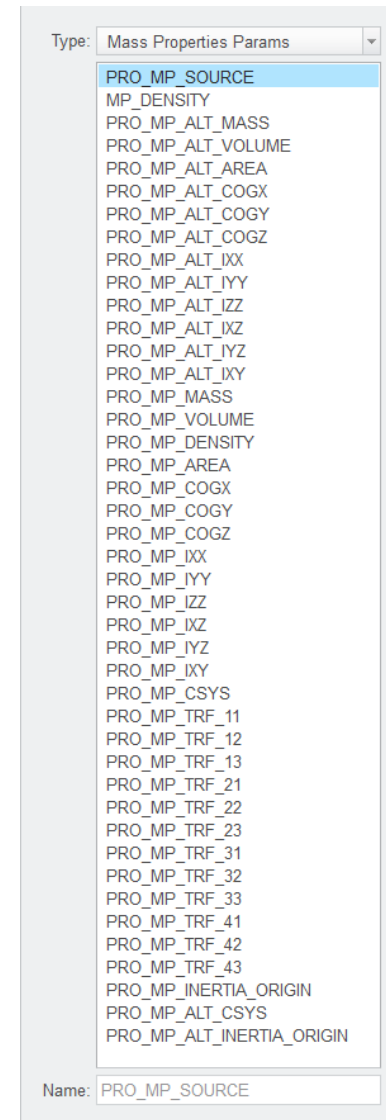 Type: Mass Properties Params
PRO_MP_SOURCE
MP_DENSITY
PRO_MP_ALT_MASS
PRO_MP_ALT_VOLUME
PRO_MP_ALT_AREA
PRO_MP_ALT_COGX
PRO_MP_ALT_COGY
PRO_MP_ALT_COGZ
PRO_MP_ALT_IXX
PRO_MP_ALT_IYY
PRO_MP_ALT_IZZ
PRO_MP_ALT_IXZ
PRO_MP_ALT_IYZ
PRO_MP_ALT_IXY
PRO_MP_MASS
PRO_MP_VOLUME
PRO_MP_DENSITY
PRO_MP_AREA
PRO_MP_COGX
PRO_MP_COGY
PRO_MP_COGZ
PRO_MP_IXX
PRO_MP_IYY
PRO_MP_IZZ
PRO_MP_IXZ
PRO_MP_IYZ
PRO_MP_IXY
PRO_MP_CSYS
PRO_MP_TRF_11
PRO_MP_TRF_12
PRO_MP_TRF_13
PRO_MP_TRF_21
PRO_MP_TRF_22
PRO_MP_TRF_23
PRO_MP_TRF_31
PRO_MP_TRF_32
PRO_MP_TRF_33
PRO_MP_TRF_41
PRO_MP_TRF_42
PRO_MP_TRF_43
PRO_MP_INERTIA_ORIGIN
PRO_MP_ALT_CSYS
PRO_MP_ALT_INERTIA_ORIGIN
Name: PRO_MP_SOURCE